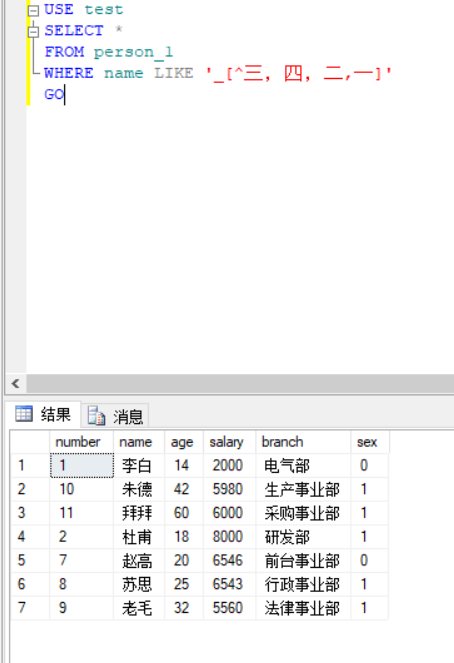 USE test
SELECT *
FROM person_1
WHERE name LIKE '_[^三，四，二,一]'
GO
结果 消息
number name age salary branch sex
1 1 李白 14 2000 电气部 0
2 10 朱德 42 5980 生产事业部 1
3 11 拜拜 60 6000 采购事业部 1
4 2 杜甫 18 8000 研发部 1
5 7 赵高 20 6546 前台事业部 0
6 8 苏思 25 6543 行政事业部 1
7 9 老毛 32 5560 法律事业部 1